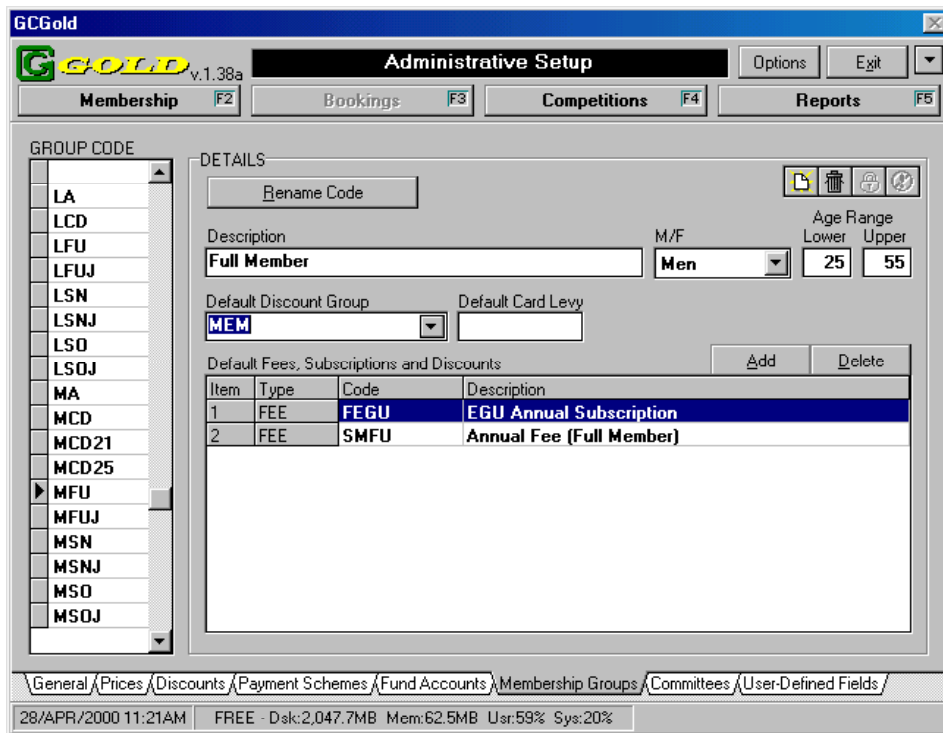 GCGold
G GOLD v.1.38a Administrative Setup Options Exit
Membership F2 Bookings F3 Competitions F4 Reports F5
GROUP CODE
LA
LCD
LFU
LFUJ
LSN
LSNJ
LSO
LSOJ
MA
MCD
MCD21
MCD25
MFU
MFUJ
MSN
MSNJ
MSO
MSOJ
DETAILS
Rename Code
Description M/F Age Range
Lower Upper
Full Member Men 25 55
Default Discount Group Default Card Levy
MEM
Default Fees, Subscriptions and Discounts Add Delete
Item Type Code Description
1 FEE FEGU EGU Annual Subscription
2 FEE SMFU Annual Fee (Full Member)
General Prices Discounts Payment Schemes Fund Accounts Membership Groups Committees User-Defined Fields
28/APR/2000 11:21AM FREE - Dsk:2,047.7MB Mem:62.5MB Usr:59% Sys:20%